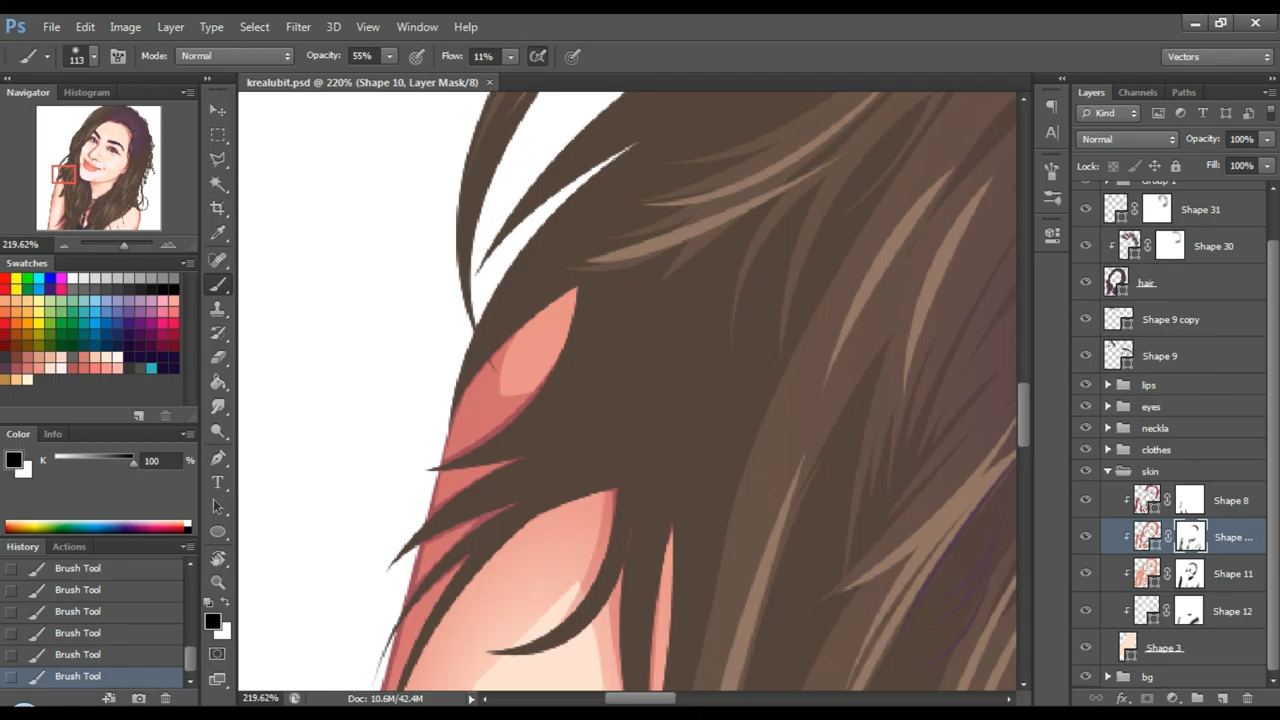 Ps File Edit Image Layer Type Select Filter 3D View Window Help
113 Mode: Normal Opacity: 55% Flow: 11% Vectors
krealubit.psd @ 220% (Shape 10, Layer Mask/8) ×
Navigator Histogram
219.62%
Swatches
Color Info
K 100 %
History Actions
Brush Tool
Brush Tool
Brush Tool
Brush Tool
Brush Tool
Brush Tool
219.62% Doc: 10.6M/42.4M
Layers Channels Paths
Kind
Normal Opacity: 100%
Lock: Fill: 100%
Group 1
Shape 31
Shape 30
hair
Shape 9 copy
Shape 9
lips
eyes
neckla
clothes
skin
Shape 8
Shape ...
Shape 11
Shape 12
Shape 3
bg